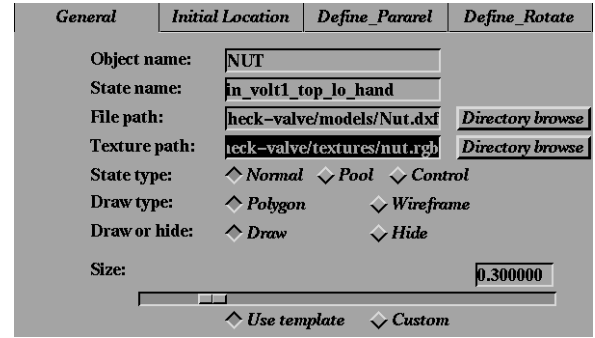 General Initial Location Define_Pararel Define_Rotate
Object name: NUT
State name: in_volt1_top_lo_hand
File path: heck-valve/models/Nut.dxf Directory browse
Texture path: heck-valve/textures/nut.rgb Directory browse
State type: Normal Pool Control
Draw type: Polygon Wireframe
Draw or hide: Draw Hide
Size: 0.300000
Use template Custom